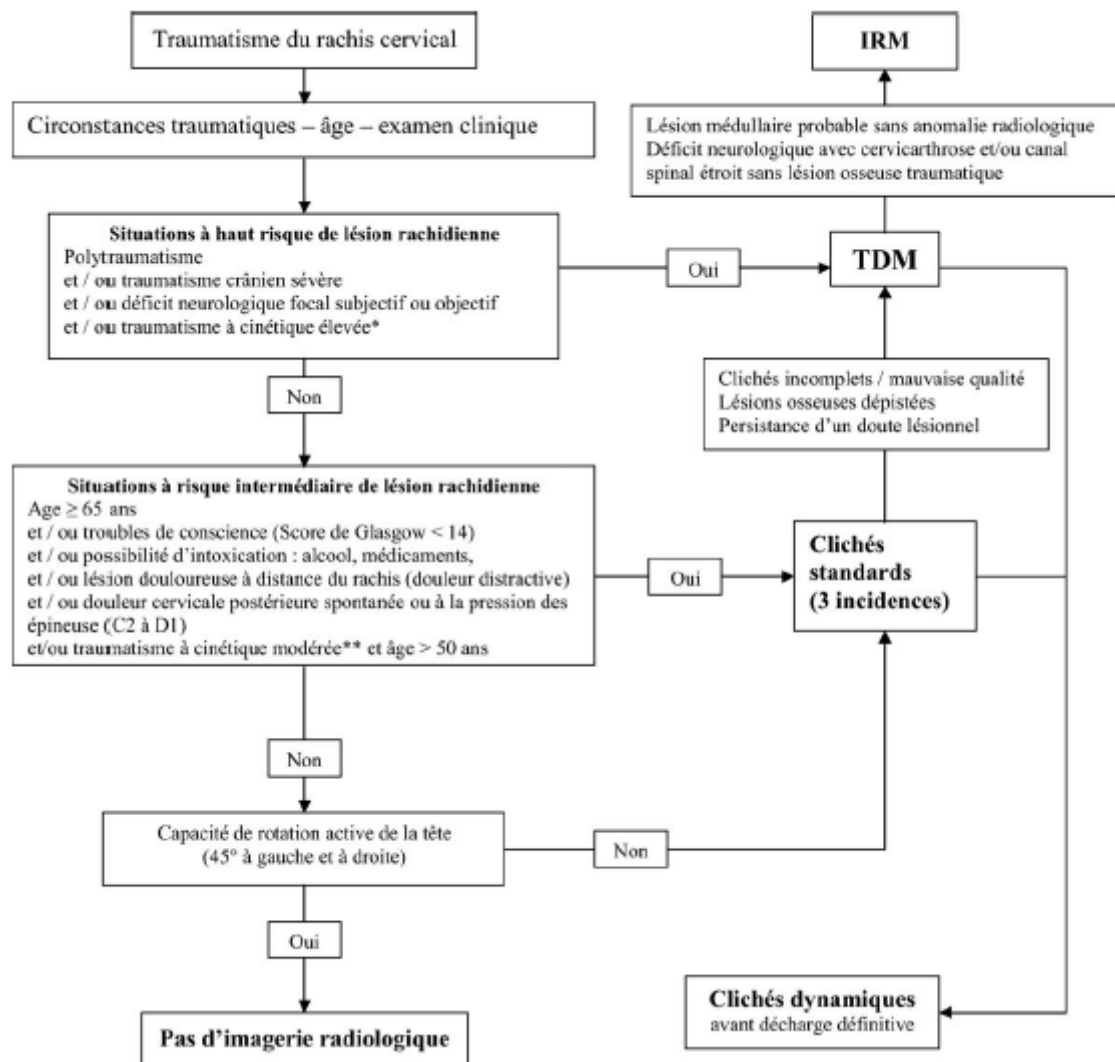 Traumatisme du rachis cervical
Circonstances traumatiques – âge – examen clinique
Situations à haut risque de lésion rachidienne
Polytraumatisme
et / ou traumatisme crânien sévère
et / ou déficit neurologique focal subjectif ou objectif
et / ou traumatisme à cinétique élevée*
Oui
Non
Situations à risque intermédiaire de lésion rachidienne
Age ≥ 65 ans
et / ou troubles de conscience (Score de Glasgow < 14)
et / ou possibilité d’intoxication : alcool, médicaments,
et / ou lésion douloureuse à distance du rachis (douleur distractive)
et / ou douleur cervicale postérieure spontanée ou à la pression des
épineuse (C2 à D1)
et/ou traumatisme à cinétique modérée** et âge > 50 ans
Oui
Non
Capacité de rotation active de la tête
(45° à gauche et à droite)
Non
Oui
Pas d’imagerie radiologique
IRM
Lésion médullaire probable sans anomalie radiologique
Déficit neurologique avec cervicarthrose et/ou canal
spinal étroit sans lésion osseuse traumatique
TDM
Clichés incomplets / mauvaise qualité
Lésions osseuses dépistées
Persistance d’un doute lésionnel
Clichés
standards
(3 incidences)
Clichés dynamiques
avant décharge définitive